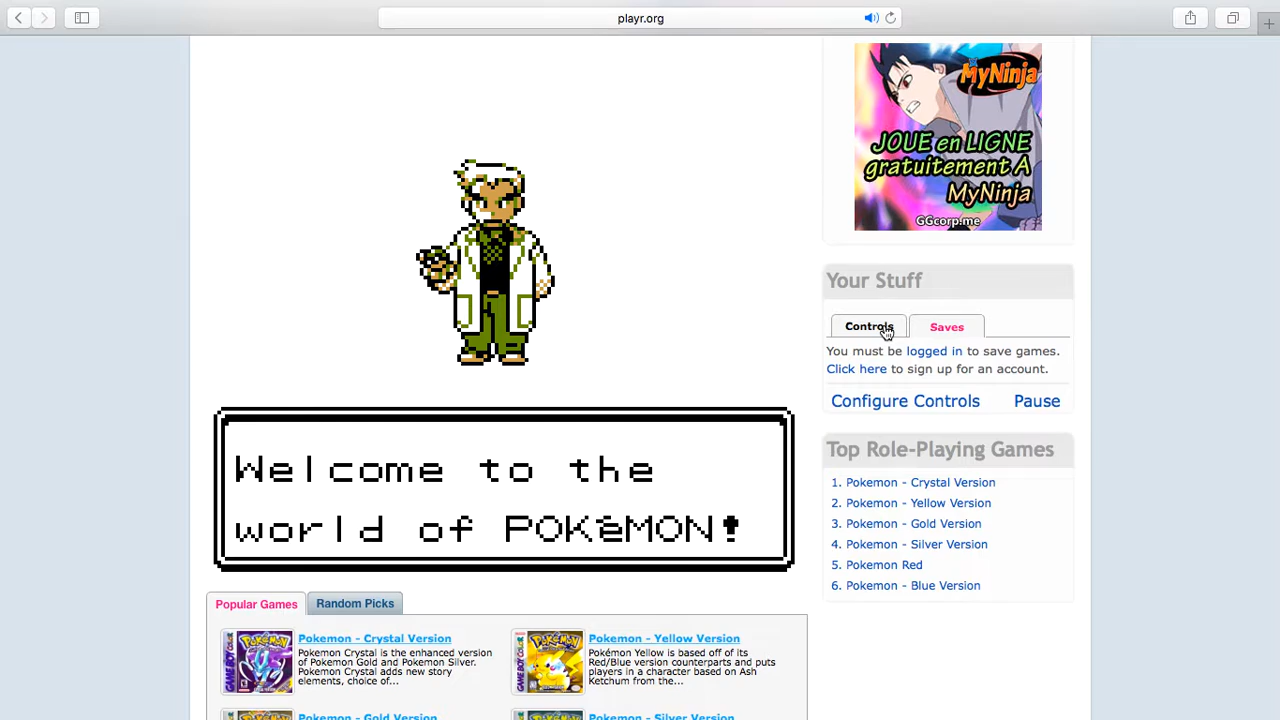 playr.org
MyNinja
JOUE en LIGNE
gratuitement A
MyNinja
GGcorp.me
Your Stuff
Controls Saves
You must be logged in to save games.
Click here to sign up for an account.
Configure Controls Pause
Top Role-Playing Games
1. Pokemon - Crystal Version
2. Pokemon - Yellow Version
3. Pokemon - Gold Version
4. Pokemon - Silver Version
5. Pokemon Red
6. Pokemon - Blue Version
Welcome to the
world of POKéMON!
Popular Games Random Picks
Pokemon - Crystal Version
Pokemon Crystal is the enhanced version
of Pokemon Gold and Pokemon Silver.
Pokemon Crystal adds new story
elements, choice of...
Pokemon - Yellow Version
Pokémon Yellow is based off of its
Red/Blue version counterparts and puts
players in a character based on Ash
Ketchum from the...
Pokemon - Gold Version
Pokemon - Silver Version